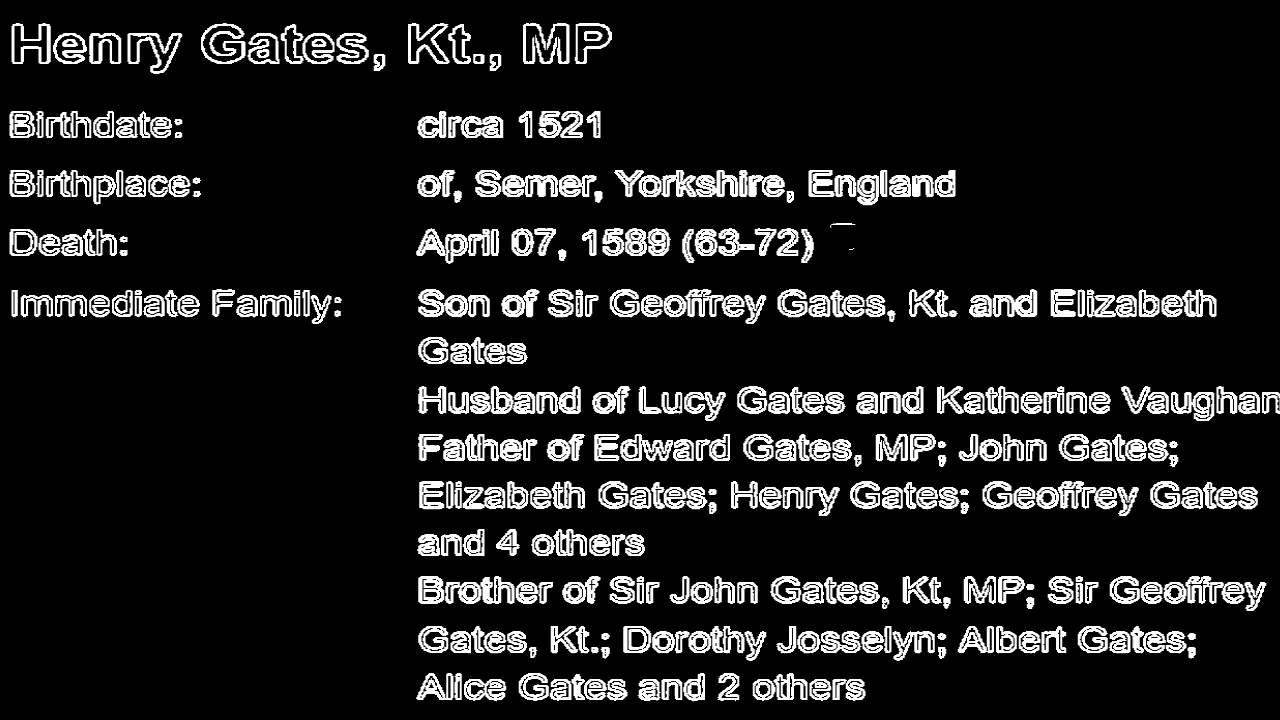 Henry Gates, Kt., MP
Birthdate: circa 1521
Birthplace: of, Semer, Yorkshire, England
Death: April 07, 1589 (63-72)
Immediate Family: Son of Sir Geoffrey Gates, Kt. and Elizabeth
Gates
Husband of Lucy Gates and Katherine Vaughan
Father of Edward Gates, MP; John Gates;
Elizabeth Gates; Henry Gates; Geoffrey Gates
and 4 others
Brother of Sir John Gates, Kt, MP; Sir Geoffrey
Gates, Kt.; Dorothy Josselyn; Albert Gates;
Alice Gates and 2 others